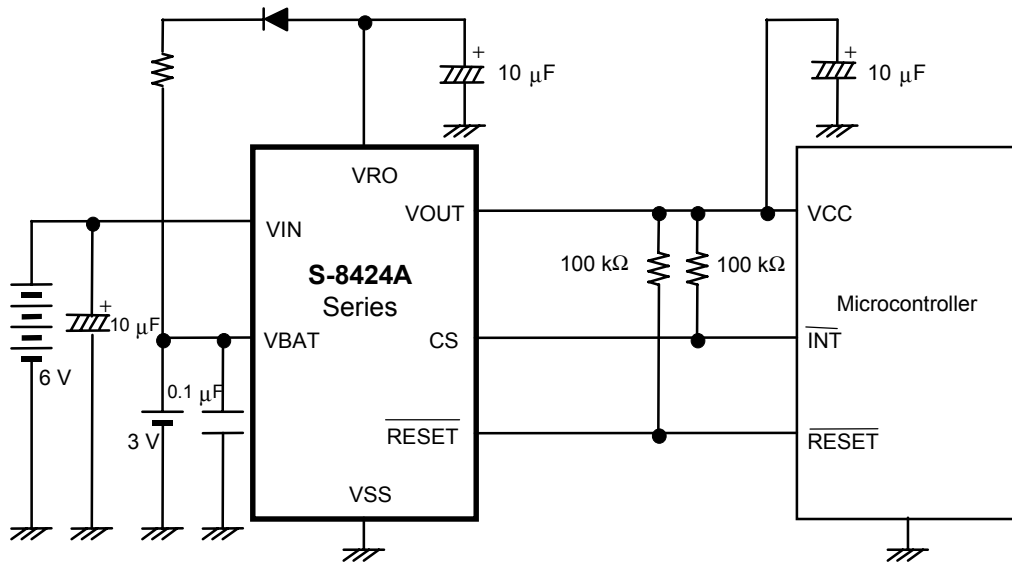 10 μF
10 μF
VRO
VIN
VOUT
VCC
S-8424A
Series
100 kΩ
100 kΩ
Microcontroller
10 μF
VBAT
CS
INT
6 V
0.1 μF
3 V
RESET
RESET
VSS